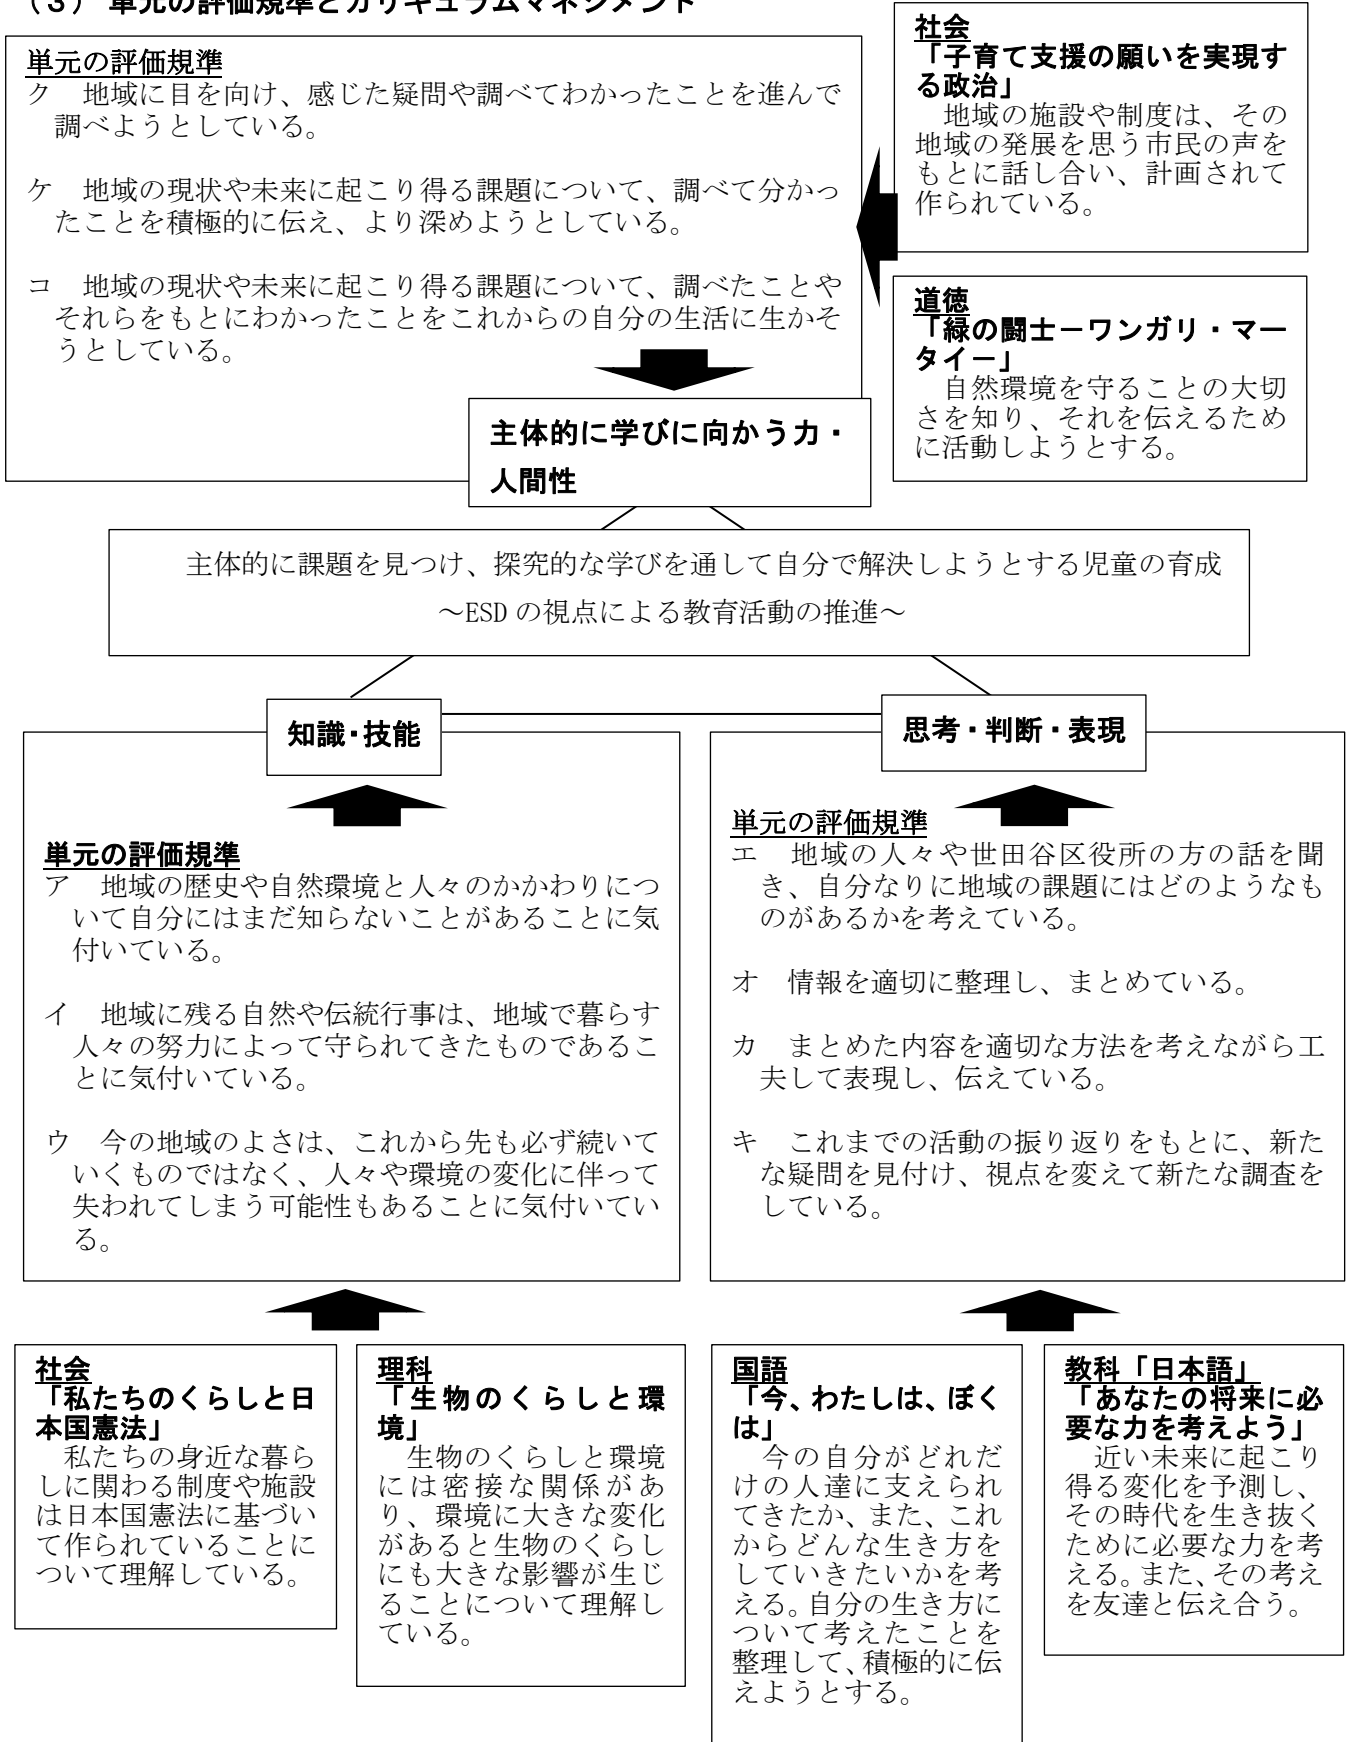 （３） 単元の評価規準とカリキュラムマネジメント
単元の評価規準
ク　地域に目を向け、感じた疑問や調べてわかったことを進んで
調べようとしている。
ケ　地域の現状や未来に起こり得る課題について、調べて分かっ
たことを積極的に伝え、より深めようとしている。
コ　地域の現状や未来に起こり得る課題について、調べたことや
それらをもとにわかったことをこれからの自分の生活に生かそ
うとしている。
社会
「子育て支援の願いを実現す
る政治」
地域の施設や制度は、その
地域の発展を思う市民の声を
もとに話し合い、計画されて
作られている。
道徳
「緑の闘士－ワンガリ・マー
タイ－」
自然環境を守ることの大切
さを知り、それを伝えるため
に活動しようとする。
主体的に学びに向かう力・
人間性
主体的に課題を見つけ、探究的な学びを通して自分で解決しようとする児童の育成
～ESD の視点による教育活動の推進～
知識・技能
単元の評価規準
ア　地域の歴史や自然環境と人々のかかわりにつ
いて自分にはまだ知らないことがあることに気
付いている。
イ　地域に残る自然や伝統行事は、地域で暮らす
人々の努力によって守られてきたものであるこ
とに気付いている。
ウ　今の地域のよさは、これから先も必ず続いて
いくものではなく、人々や環境の変化に伴って
失われてしまう可能性もあることに気付いてい
る。
思考・判断・表現
単元の評価規準
エ　地域の人々や世田谷区役所の方の話を聞
き、自分なりに地域の課題にはどのようなも
のがあるかを考えている。
オ　情報を適切に整理し、まとめている。
カ　まとめた内容を適切な方法を考えながら工
夫して表現し、伝えている。
キ　これまでの活動の振り返りをもとに、新た
な疑問を見付け、視点を変えて新たな調査を
している。
社会
「私たちのくらしと日
本国憲法」
私たちの身近な暮ら
しに関わる制度や施設
は日本国憲法に基づい
て作られていることに
ついて理解している。
理科
「生物のくらしと環
境」
生物のくらしと環境
には密接な関係があ
り、環境に大きな変化
があると生物のくらし
にも大きな影響が生じ
ることについて理解し
ている。
国語
「今、わたしは、ぼく
は」
今の自分がどれだ
けの人達に支えられ
てきたか、また、これ
からどんな生き方を
していきたいかを考
える。自分の生き方に
ついて考えたことを
整理して、積極的に伝
えようとする。
教科「日本語」
「あなたの将来に必
要な力を考えよう」
近い未来に起こり
得る変化を予測し、
その時代を生き抜く
ために必要な力を考
える。また、その考え
を友達と伝え合う。